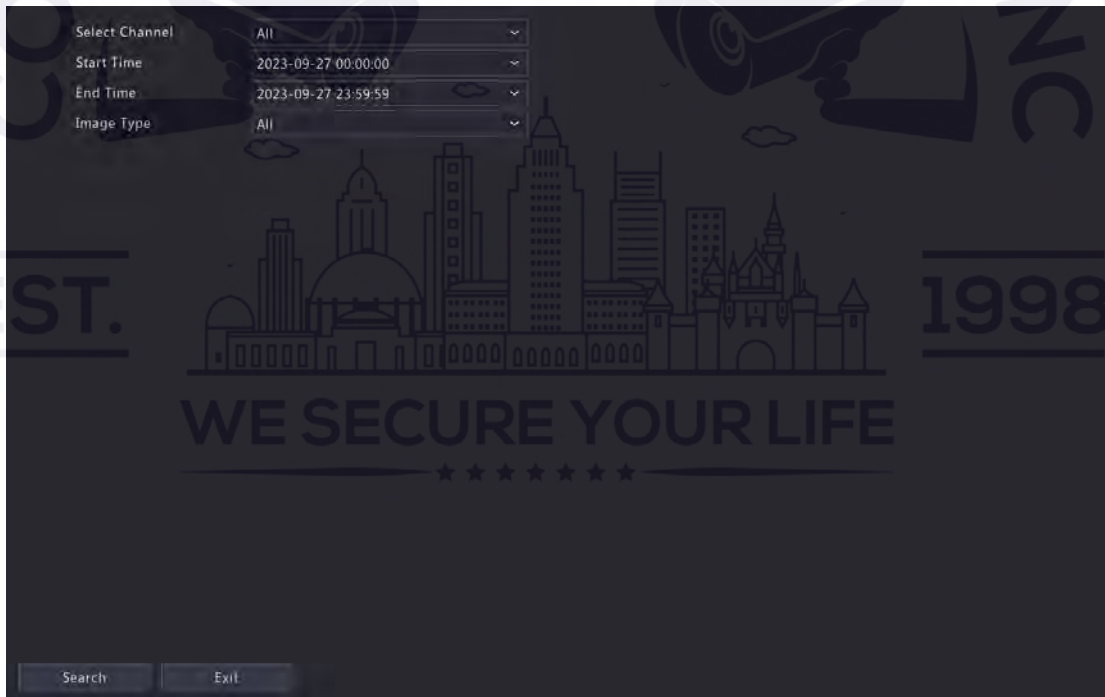 Select Channel All
Start Time 2023-09-27 00:00:00
End Time 2023-09-27 23:59:59
Image Type All
NC
EST. 1998
WE SECURE YOUR LIFE
Search Exit